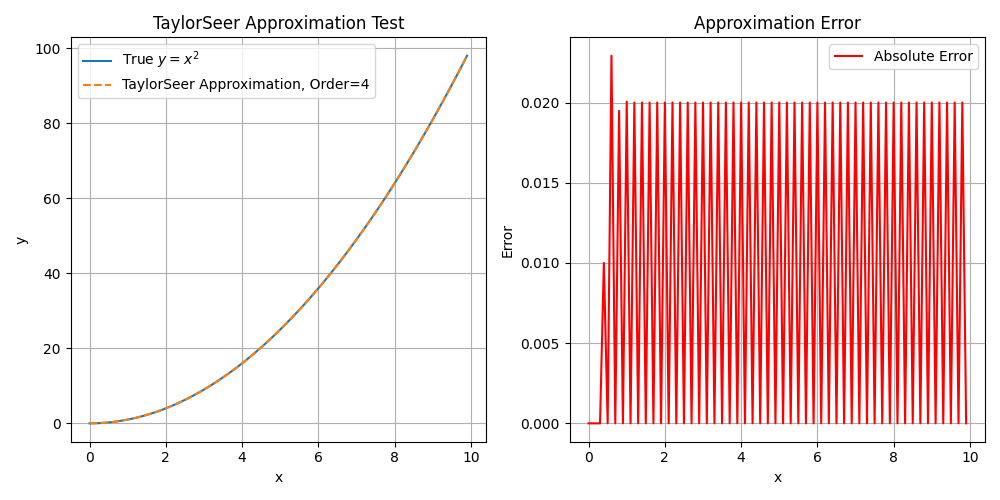 TaylorSeer Approximation Test
True y = x²
TaylorSeer Approximation, Order=4
100
80
60
40
20
0
y
0 2 4 6 8 10
x
Approximation Error
Absolute Error
0.020
0.015
0.010
0.005
0.000
Error
0 2 4 6 8 10
x